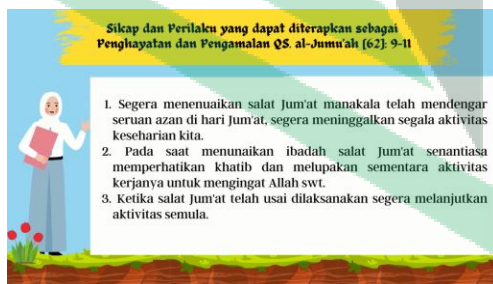 Sikap dan Perilaku yang dapat diterapkan sebagai
Penghayatan dan Pengamalan QS. al-Jumu'ah [62]: 9-11
1. Segera menenuaikan salat Jum'at manakala telah mendengar
seruan azan di hari Jum'at, segera meninggalkan segala aktivitas
keseharian kita.
2. Pada saat menunaikan ibadah salat Jum'at senantiasa
memperhatikan khatib dan melupakan sementara aktivitas
kerjanya untuk mengingat Allah swt.
3. Ketika salat Jum'at telah usai dilaksanakan segera melanjutkan
aktivitas semula.